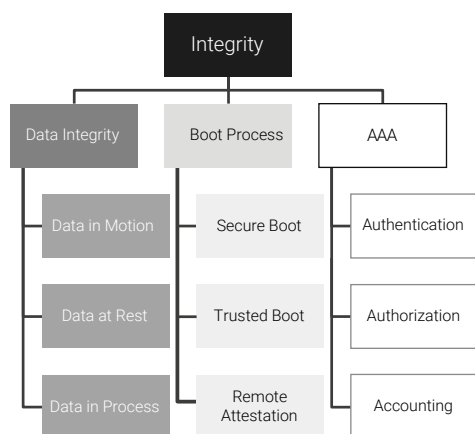 Integrity
Data Integrity
Boot Process
AAA
Data in Motion
Secure Boot
Authentication
Data at Rest
Trusted Boot
Authorization
Data in Process
Remote
Attestation
Accounting